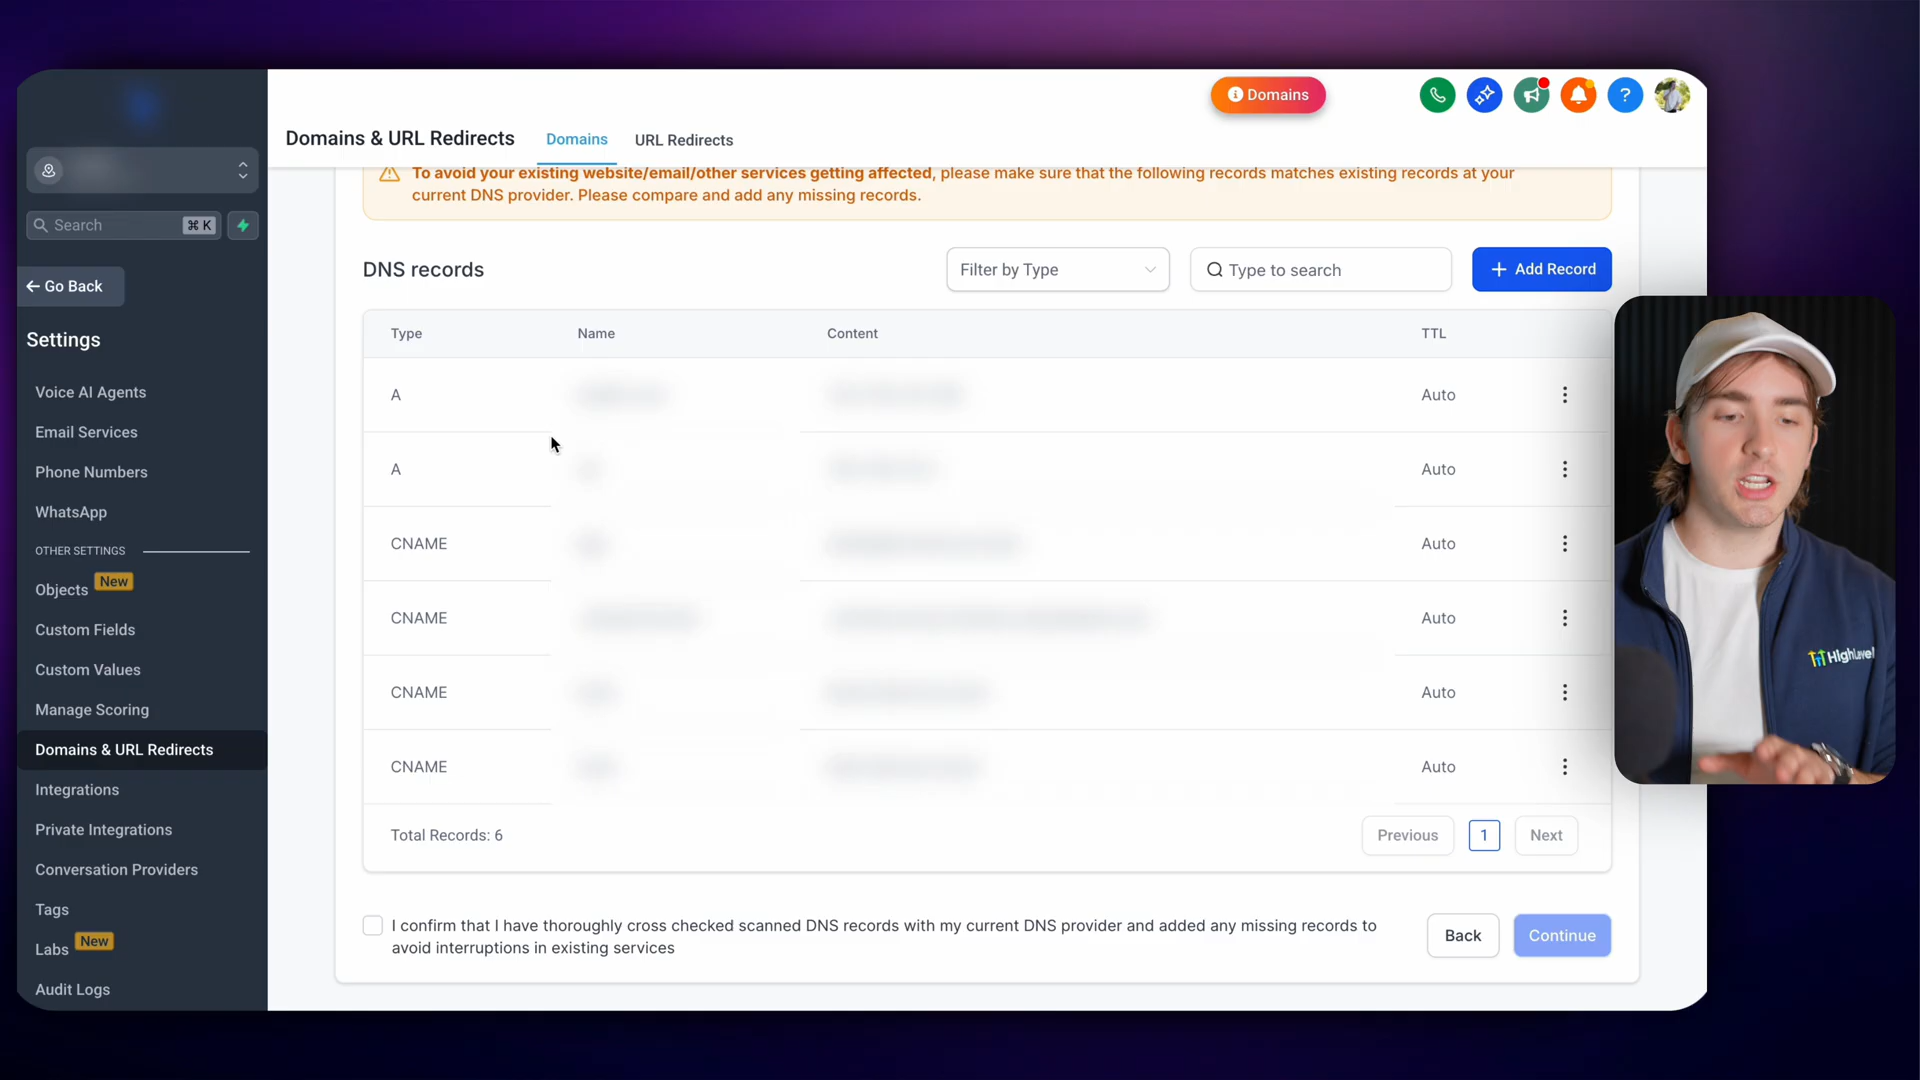 Domains
Domains & URL Redirects
Domains
URL Redirects
Search
⌘ K
Go Back
Settings
Voice AI Agents
Email Services
Phone Numbers
WhatsApp
OTHER SETTINGS
Objects New
Custom Fields
Custom Values
Manage Scoring
Domains & URL Redirects
Integrations
Private Integrations
Conversation Providers
Tags
Labs New
Audit Logs
To avoid your existing website/email/other services getting affected, please make sure that the following records matches existing records at your
current DNS provider. Please compare and add any missing records.
DNS records
Filter by Type
Type to search
+ Add Record
Type Name Content TTL
A Auto
A Auto
CNAME Auto
CNAME Auto
CNAME Auto
CNAME Auto
Total Records: 6
Previous 1 Next
I confirm that I have thoroughly cross checked scanned DNS records with my current DNS provider and added any missing records to
avoid interruptions in existing services
Back
Continue
HighLevel